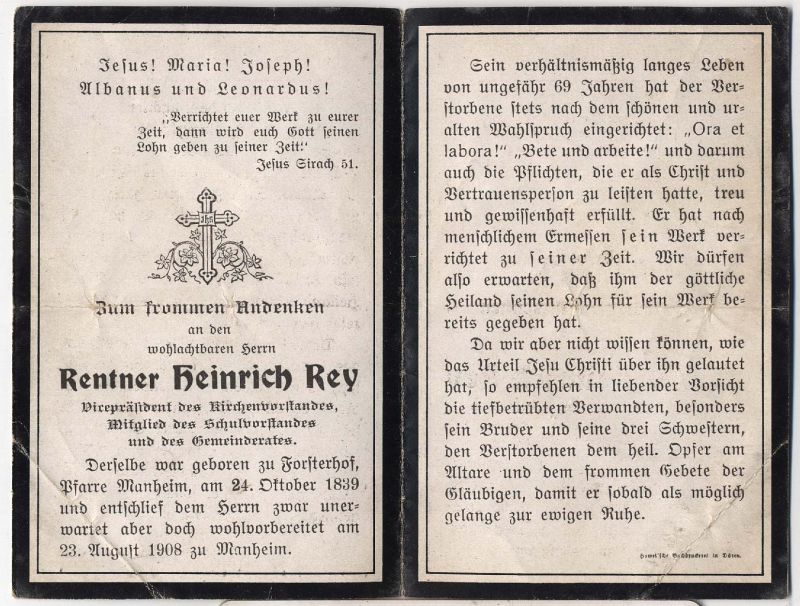 Jesus! Maria! Joseph!
Albanus und Leonardus!
„Verrichtet euer Werk zu eurer
Zeit, dann wird euch Gott seinen
Lohn geben zu seiner Zeit!“
Jesus Sirach 51.
JHS
Zum frommen Andenken
an den
wohlachtbaren Herrn
Rentner Heinrich Rey
Vicepräsident des Kirchenvorstandes,
Mitglied des Schulvorstandes
und des Gemeinderates.
Derselbe war geboren zu Forsterhof,
Pfarre Manheim, am 24. Oktober 1839
und entschlief dem Herrn zwar uner-
wartet aber doch wohlvorbereitet am
23. August 1908 zu Manheim.
Sein verhältnismäßig langes Leben
von ungefähr 69 Jahren hat der Ver-
storbene stets nach dem schönen und ur-
alten Wahlspruch eingerichtet: „Ora et
labora!“ „Bete und arbeite!“ und darum
auch die Pflichten, die er als Christ und
Vertrauensperson zu leisten hatte, treu
und gewissenhaft erfüllt. Er hat nach
menschlichem Ermessen sein Werk ver-
richtet zu seiner Zeit. Wir dürfen
also erwarten, daß ihm der göttliche
Heiland seinen Lohn für sein Werk be-
reits gegeben hat.
Da wir aber nicht wissen können, wie
das Urteil Jesu Christi über ihn gelautet
hat, so empfehlen in liebender Vorsicht
die tiefbetrübten Verwandten, besonders
sein Bruder und seine drei Schwestern,
den Verstorbenen dem heil. Opfer am
Altare und dem frommen Gebete der
Gläubigen, damit er sobald als möglich
gelange zur ewigen Ruhe.
Hamel'sche Buchdruckerei in Düren.